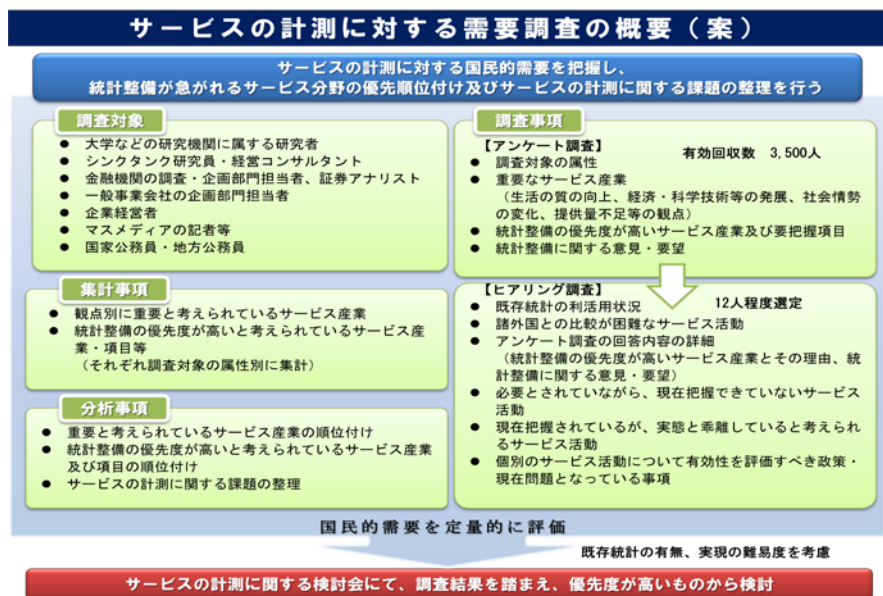 サービスの計測に対する需要調査の概要（案）
サービスの計測に対する国民的需要を把握し、
統計整備が急がれるサービス分野の優先順位付け及びサービスの計測に関する課題の整理を行う
調査対象
● 大学などの研究機関に属する研究者
● シンクタンク研究員・経営コンサルタント
● 金融機関の調査・企画部門担当者、証券アナリスト
● 一般事業会社の企画部門担当者
● 企業経営者
● マスメディアの記者等
● 国家公務員・地方公務員
集計事項
● 観点別に重要と考えられているサービス産業
● 統計整備の優先度が高いと考えられているサービス産
業・項目等
（それぞれ調査対象の属性別に集計）
分析事項
● 重要と考えられているサービス産業の順位付け
● 統計整備の優先度が高いと考えられているサービス産業
及び項目の順位付け
● サービスの計測に関する課題の整理
調査事項
【アンケート調査】
有効回収数 3,500人
● 調査対象の属性
● 重要なサービス産業
（生活の質の向上、経済・科学技術等の発展、社会情勢
の変化、提供量不足等の観点）
● 統計整備の優先度が高いサービス産業及び要把握項目
● 統計整備に関する意見・要望
【ヒアリング調査】
12人程度選定
● 既存統計の利活用状況
● 諸外国との比較が困難なサービス活動
● アンケート調査の回答内容の詳細
（統計整備の優先度が高いサービス産業とその理由、統
計整備に関する意見・要望）
● 必要とされていながら、現在把握できていないサービス
活動
● 現在把握されているが、実態と乖離していると考えられ
るサービス活動
● 個別のサービス活動について有効性を評価すべき政策・
現在問題となっている事項
国民的需要を定量的に評価
既存統計の有無、実現の難易度を考慮
サービスの計測に関する検討会にて、調査結果を踏まえ、優先度が高いものから検討